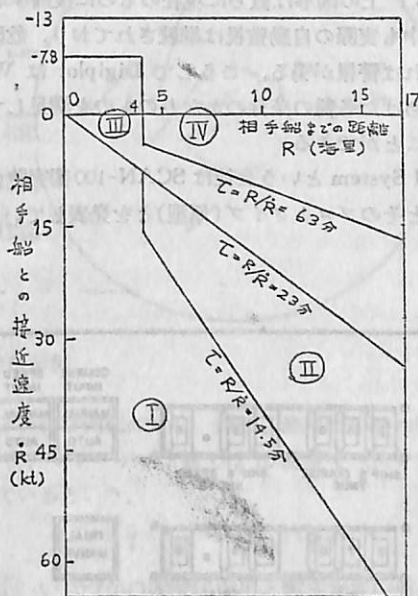 -13
-7.8
0
0
4
5
10
17
III
IV
相手船までの距離
R (海里)
τ=R/Ṙ= 63分
15
相手船との接近速度
Ṙ
(kt)
τ=R/Ṙ=23分
30
II
τ=R/Ṙ=14.5分
I
45
60